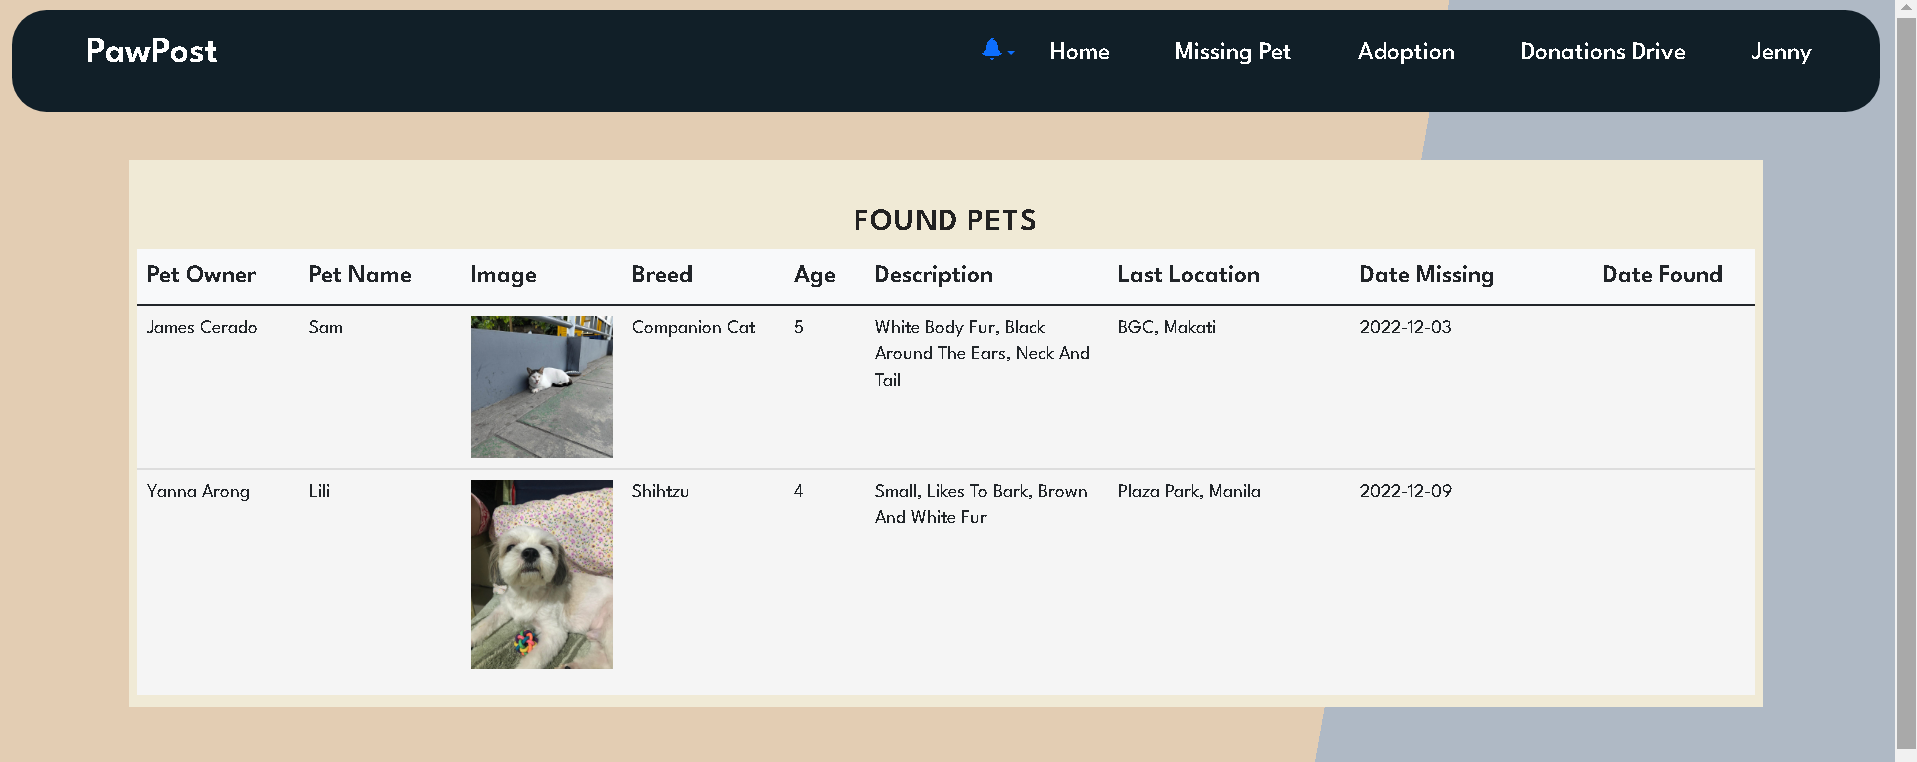 PawPost Home Missing Pet Adoption Donations Drive Jenny
FOUND PETS
Pet Owner Pet Name Image Breed Age Description Last Location Date Missing Date Found
James Cerado Sam Companion Cat 5 White Body Fur, Black BGC, Makati 2022-12-03
Around The Ears, Neck And
Tail
Yanna Arong Lili Shihtzu 4 Small, Likes To Bark, Brown Plaza Park, Manila 2022-12-09
And White Fur